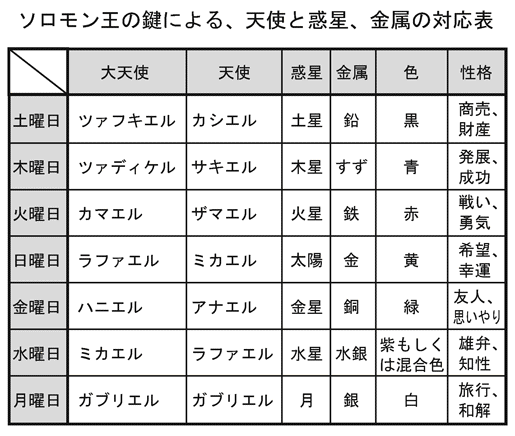 ソロモン王の鍵による、天使と惑星、金属の対応表
大天使 天使 惑星 金属 色 性格
土曜日 ツァフキエル カシエル 土星 鉛 黒 商売、
財産
木曜日 ツァディケル サキエル 木星 すず 青 発展、
成功
火曜日 カマエル ザマエル 火星 鉄 赤 戦い、
勇気
日曜日 ラファエル ミカエル 太陽 金 黄 希望、
幸運
金曜日 ハニエル アナエル 金星 銅 緑 友人、
思いやり
水曜日 ミカエル ラファエル 水星 水銀 紫もしく
は混合色 雄弁、
知性
月曜日 ガブリエル ガブリエル 月 銀 白 旅行、
和解